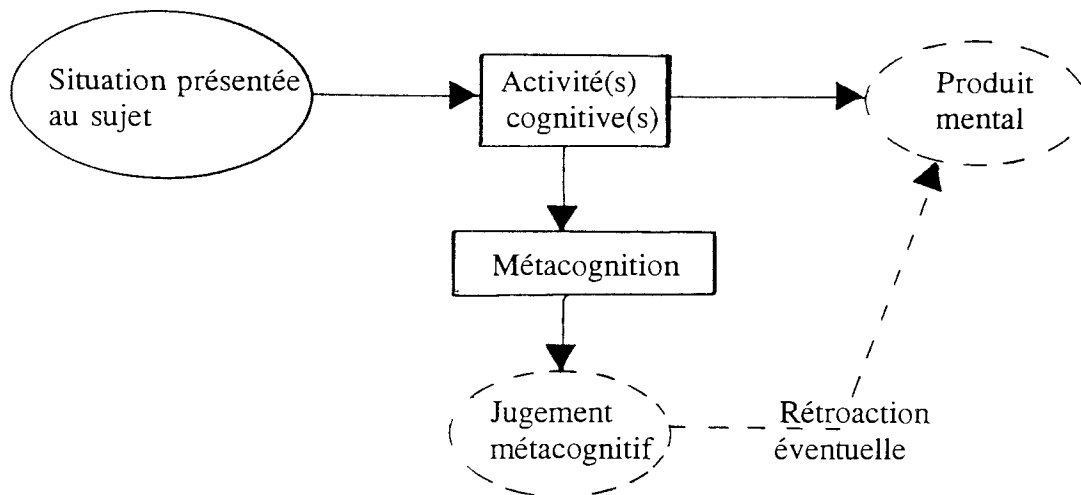 Situation présentée
au sujet
Activité(s)
cognitive(s)
Produit
mental
Métacognition
Jugement
métacognitif
Rétroaction
éventuelle